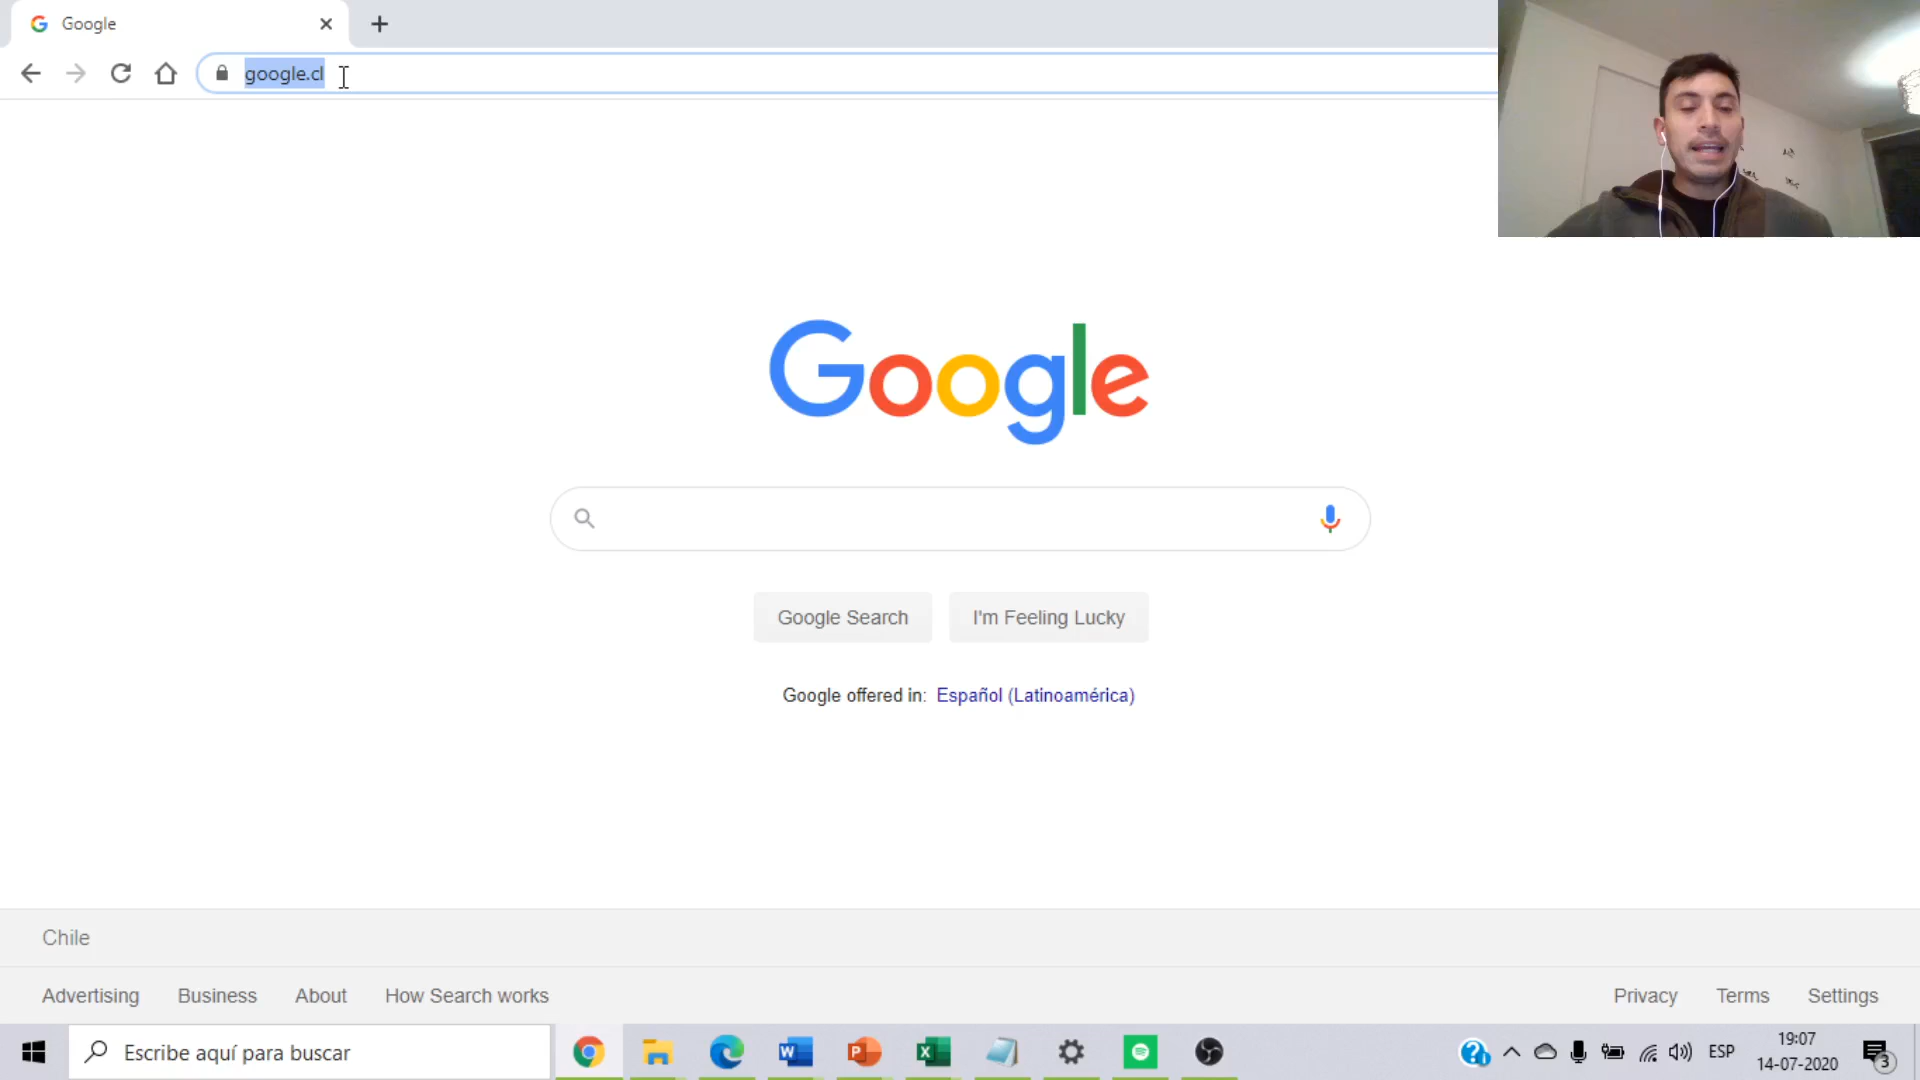 Google
google.cl
Google
Google Search
I'm Feeling Lucky
Google offered in: Español (Latinoamérica)
Chile
Advertising
Business
About
How Search works
Privacy
Terms
Settings
Escribe aquí para buscar
ESP
19:07
14-07-2020
3